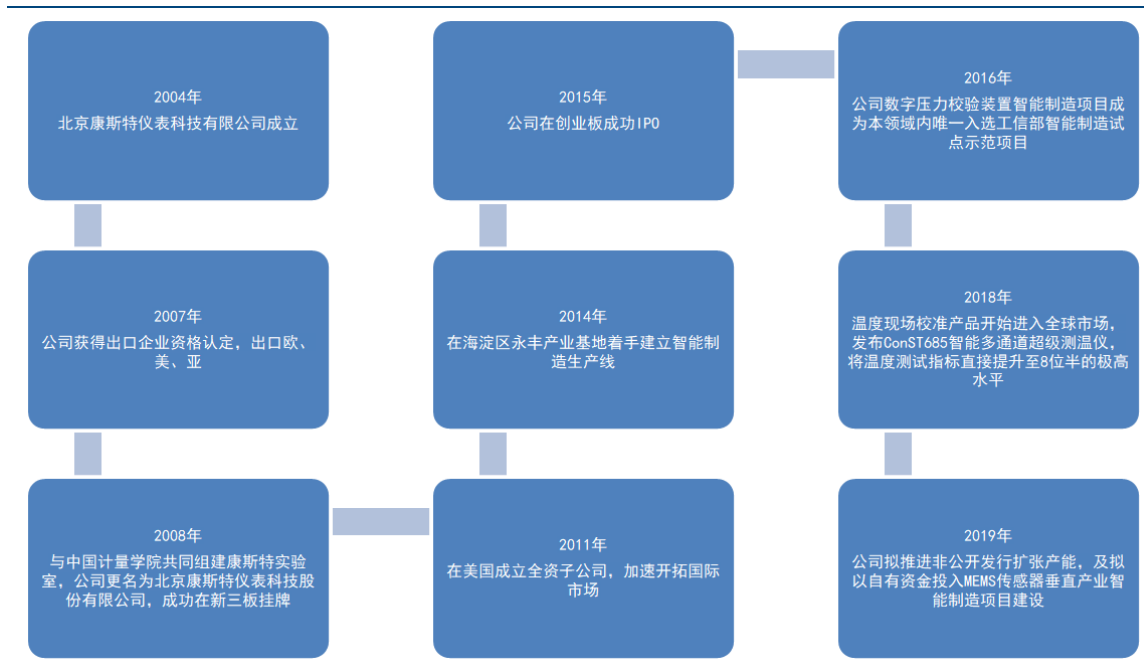 2004年
北京康斯特仪表科技有限公司成立
2007年
公司获得出口企业资格认定，出口欧、
美、亚
2008年
与中国计量学院共同组建康斯特实验
室，公司更名为北京康斯特仪表科技股
份有限公司，成功在新三板挂牌
2011年
在美国成立全资子公司，加速开拓国际
市场
2014年
在海淀区永丰产业基地着手建立智能制
造生产线
2015年
公司在创业板成功IPO
2016年
公司数字压力校验装置智能制造项目成
为本领域内唯一入选工信部智能制造试
点示范项目
2018年
温度现场校准产品开始进入全球市场，
发布ConST685智能多通道超级测温仪，
将温度测试指标直接提升至8位半的极高
水平
2019年
公司拟推进非公开发行扩张产能，及拟
以自有资金投入MEMS传感器垂直产业智
能制造项目建设